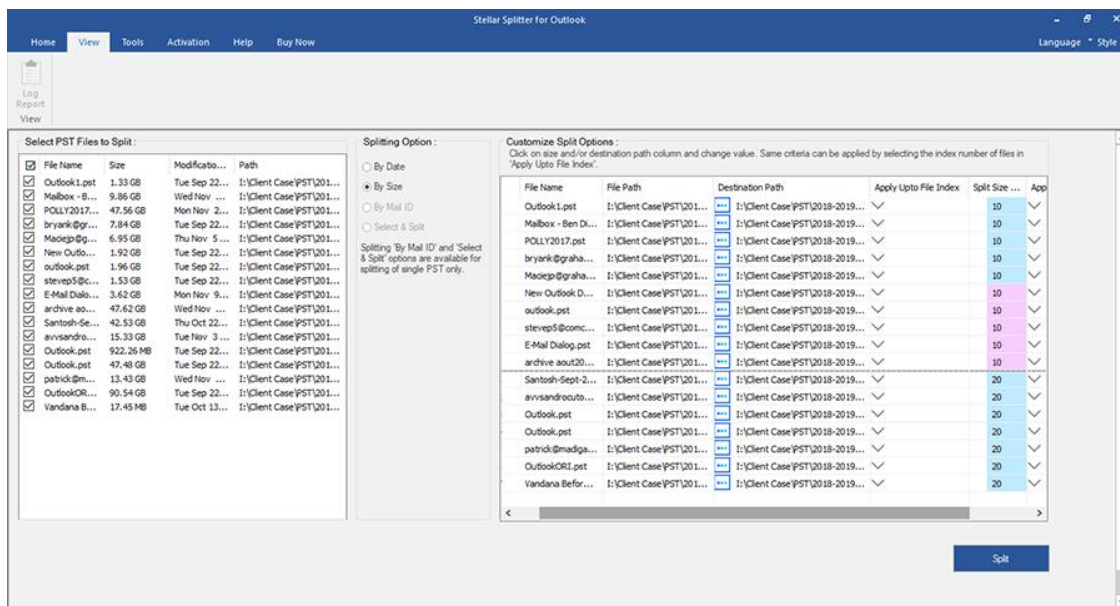 Stellar Splitter for Outlook
Home View Tools Activation Help Buy Now Language Style
Log
Report
View
Select PST Files to Split :
File Name Size Modificatio... Path
Outlook1.pst 1.33 GB Tue Sep 22... I:\Client Case\PST\201...
Mailbox - B... 9.86 GB Wed Nov ... I:\Client Case\PST\201...
POLLY2017... 47.56 GB Mon Nov 2... I:\Client Case\PST\201...
bryank@gr... 7.84 GB Tue Sep 22... I:\Client Case\PST\201...
Maciejp@g... 6.95 GB Thu Nov 5 ... I:\Client Case\PST\201...
New Outlo... 1.92 GB Tue Sep 22... I:\Client Case\PST\201...
outlook.pst 1.96 GB Tue Sep 22... I:\Client Case\PST\201...
stevep5@c... 1.53 GB Tue Sep 22... I:\Client Case\PST\201...
E-Mail Dialo... 3.62 GB Mon Nov 9... I:\Client Case\PST\201...
archive ao... 47.62 GB Wed Nov ... I:\Client Case\PST\201...
Santosh-Se... 42.53 GB Thu Oct 22... I:\Client Case\PST\201...
avvsandro... 15.33 GB Tue Nov 3 ... I:\Client Case\PST\201...
Outlook.pst 922.26 MB Tue Sep 22... I:\Client Case\PST\201...
Outlook.pst 47.48 GB Tue Sep 22... I:\Client Case\PST\201...
patrick@m... 13.43 GB Wed Nov ... I:\Client Case\PST\201...
OutlookOR... 90.54 GB Tue Sep 22... I:\Client Case\PST\201...
Vandana B... 17.45 MB Tue Oct 13... I:\Client Case\PST\201...
Splitting Option :
By Date
By Size
By Mail ID
Select & Split
Splitting 'By Mail ID' and 'Select
& Split' options are available for
splitting of single PST only.
Customize Split Options :
Click on size and/or destination path column and change value. Same criteria can be applied by selecting the index number of files in
'Apply Upto File Index'.
File Name File Path Destination Path Apply Upto File Index Split Size ... App
Outlook1.pst I:\Client Case\PST\201... I:\Client Case\PST\2018-2019... 10
Mailbox - Ben Di... I:\Client Case\PST\201... I:\Client Case\PST\2018-2019... 10
POLLY2017.pst I:\Client Case\PST\201... I:\Client Case\PST\2018-2019... 10
bryank@graha... I:\Client Case\PST\201... I:\Client Case\PST\2018-2019... 10
Maciejp@graha... I:\Client Case\PST\201... I:\Client Case\PST\2018-2019... 10
New Outlook D... I:\Client Case\PST\201... I:\Client Case\PST\2018-2019... 10
outlook.pst I:\Client Case\PST\201... I:\Client Case\PST\2018-2019... 10
stevep5@comc... I:\Client Case\PST\201... I:\Client Case\PST\2018-2019... 10
E-Mail Dialog.pst I:\Client Case\PST\201... I:\Client Case\PST\2018-2019... 10
archive aout20... I:\Client Case\PST\201... I:\Client Case\PST\2018-2019... 10
Santosh-Sept-2... I:\Client Case\PST\201... I:\Client Case\PST\2018-2019... 20
avvsandrocuto... I:\Client Case\PST\201... I:\Client Case\PST\2018-2019... 20
Outlook.pst I:\Client Case\PST\201... I:\Client Case\PST\2018-2019... 20
Outlook.pst I:\Client Case\PST\201... I:\Client Case\PST\2018-2019... 20
patrick@madiga... I:\Client Case\PST\201... I:\Client Case\PST\2018-2019... 20
OutlookORI.pst I:\Client Case\PST\201... I:\Client Case\PST\2018-2019... 20
Vandana Befor... I:\Client Case\PST\201... I:\Client Case\PST\2018-2019... 20
Split